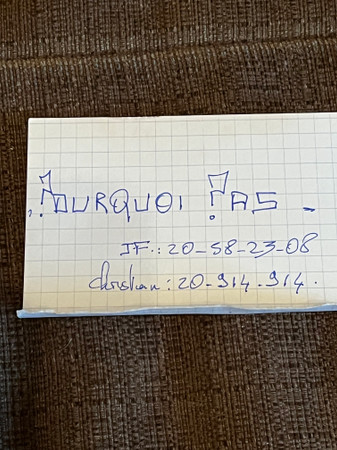 POURQUOI PAS -
JF.: 20-58-23-08
Christian: 20-914-914.